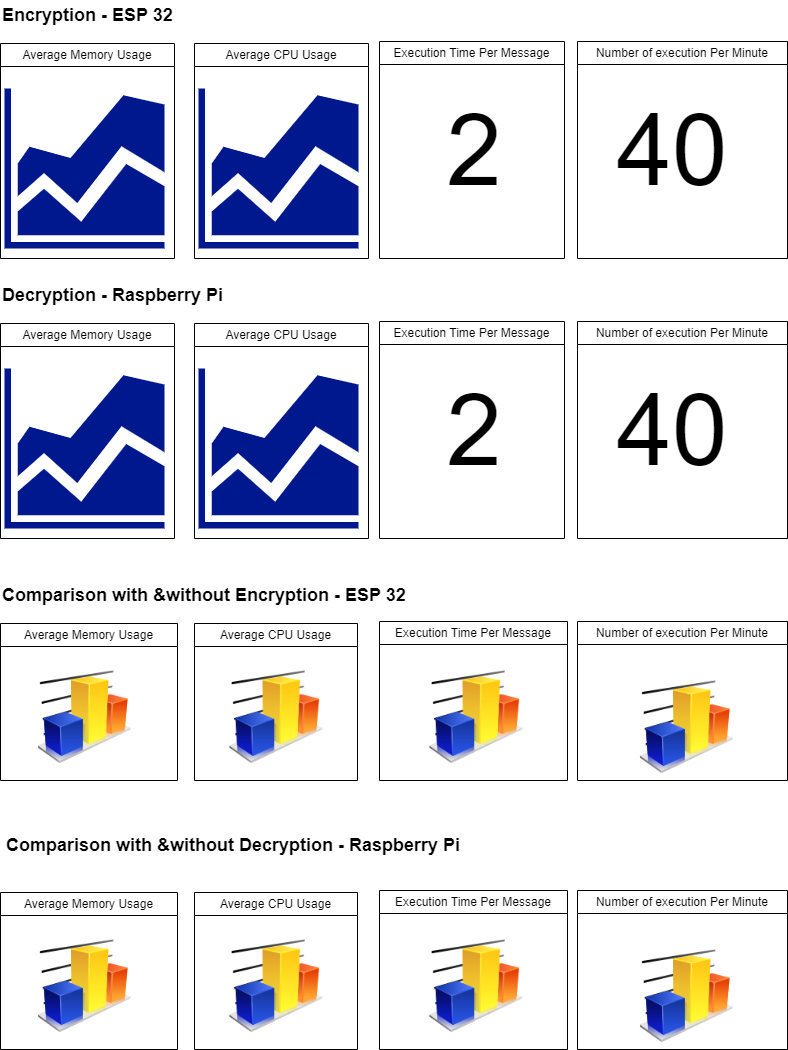 Encryption - ESP 32
Average Memory Usage
Average CPU Usage
Execution Time Per Message
Number of execution Per Minute
2
40
Decryption - Raspberry Pi
Average Memory Usage
Average CPU Usage
Execution Time Per Message
Number of execution Per Minute
2
40
Comparison with &without Encryption - ESP 32
Average Memory Usage
Average CPU Usage
Execution Time Per Message
Number of execution Per Minute
Comparison with &without Decryption - Raspberry Pi
Average Memory Usage
Average CPU Usage
Execution Time Per Message
Number of execution Per Minute